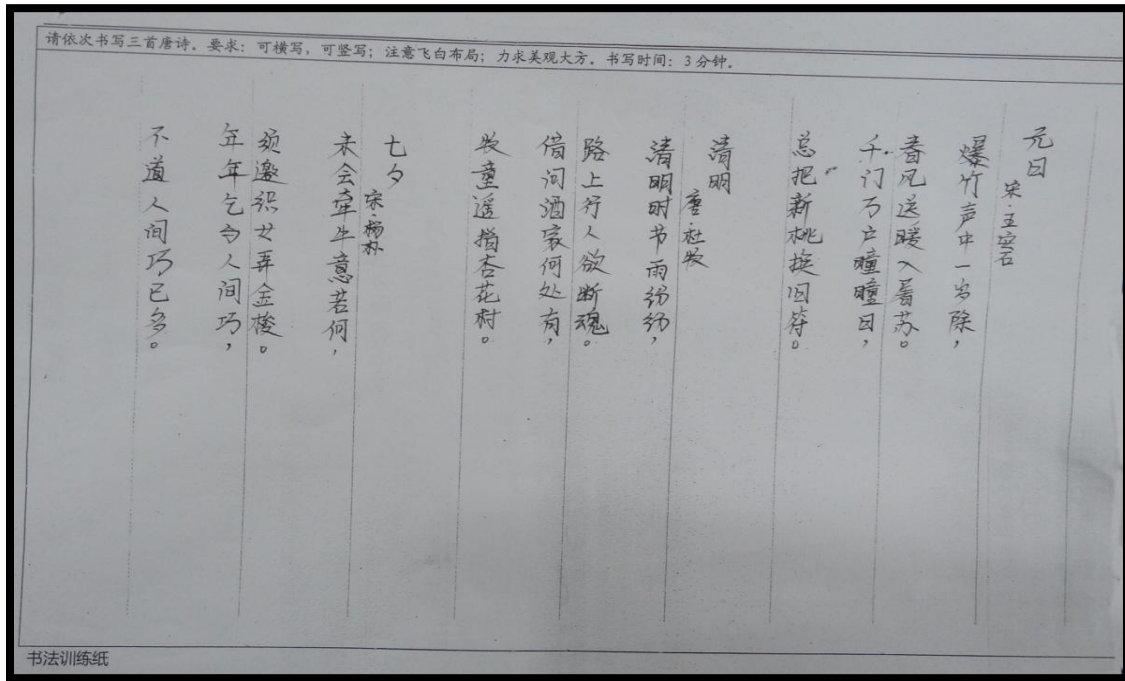 请依次书写三首唐诗。要求：可横写，可竖写；注意飞白布局；力求美观大方。书写时间：3分钟。
元日
宋·王安石
爆竹声中一岁除，
春风送暖入屠苏。
千门万户曈曈日，
总把新桃换旧符。
清明
唐·杜牧
清明时节雨纷纷，
路上行人欲断魂。
借问酒家何处有，
牧童遥指杏花村。
七夕
宋·杨朴
未会牵牛意若何，
须邀织女弄金梭。
年年乞与人间巧，
不道人间巧已多。
书法训练纸